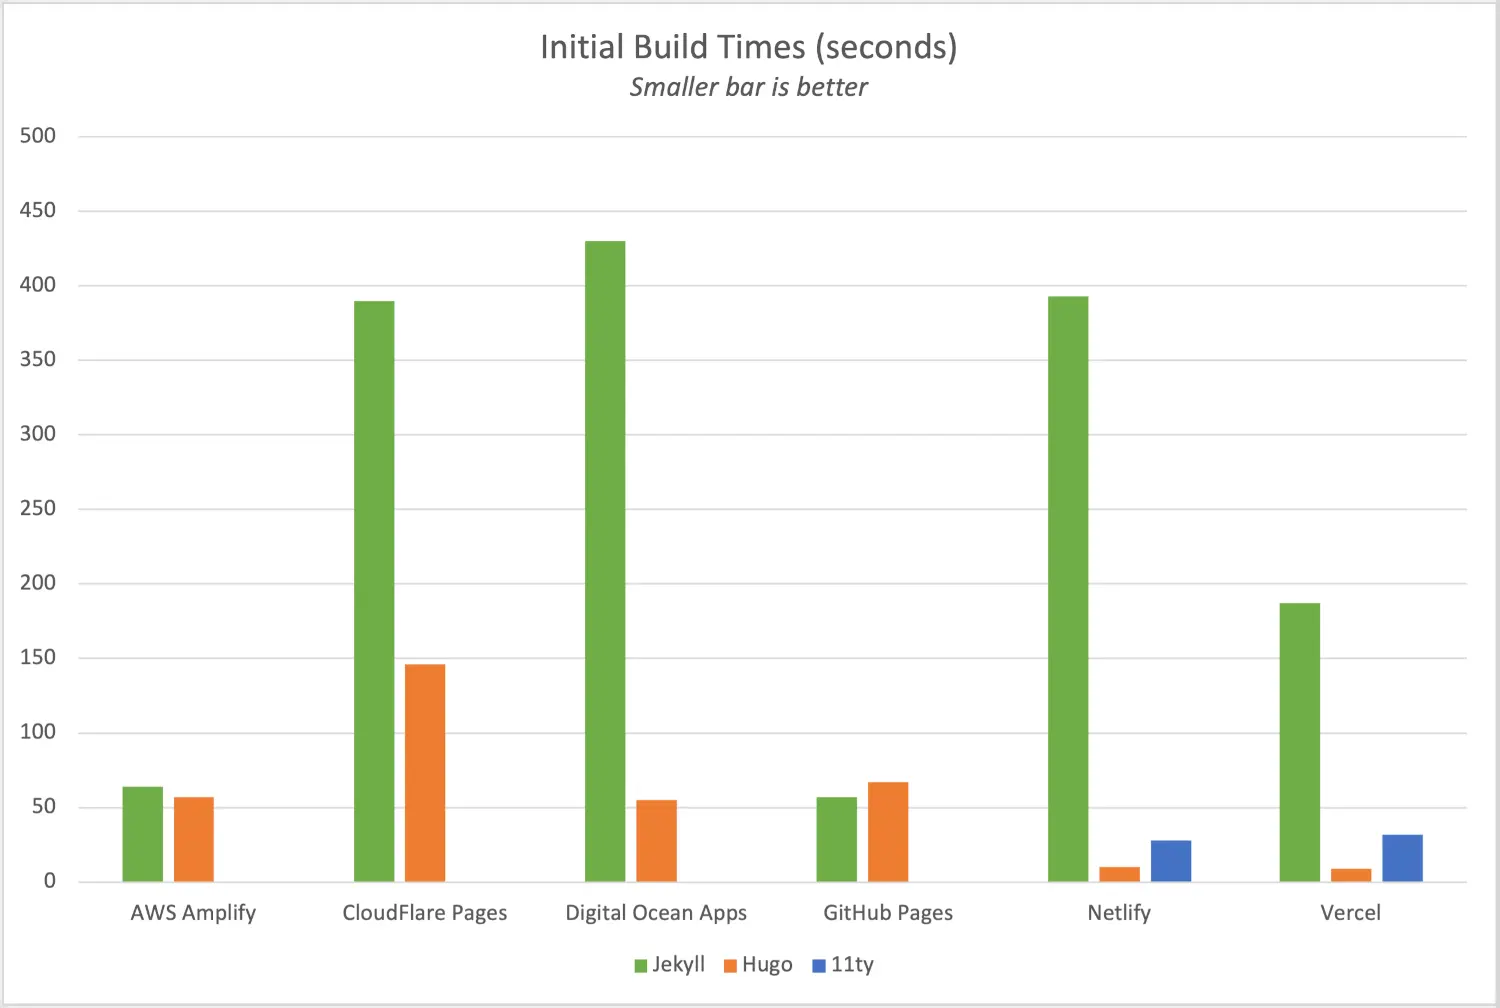 Initial Build Times (seconds)
Smaller bar is better
500
450
400
350
300
250
200
150
100
50
0
AWS Amplify CloudFlare Pages Digital Ocean Apps GitHub Pages Netlify Vercel
Jekyll Hugo 11ty